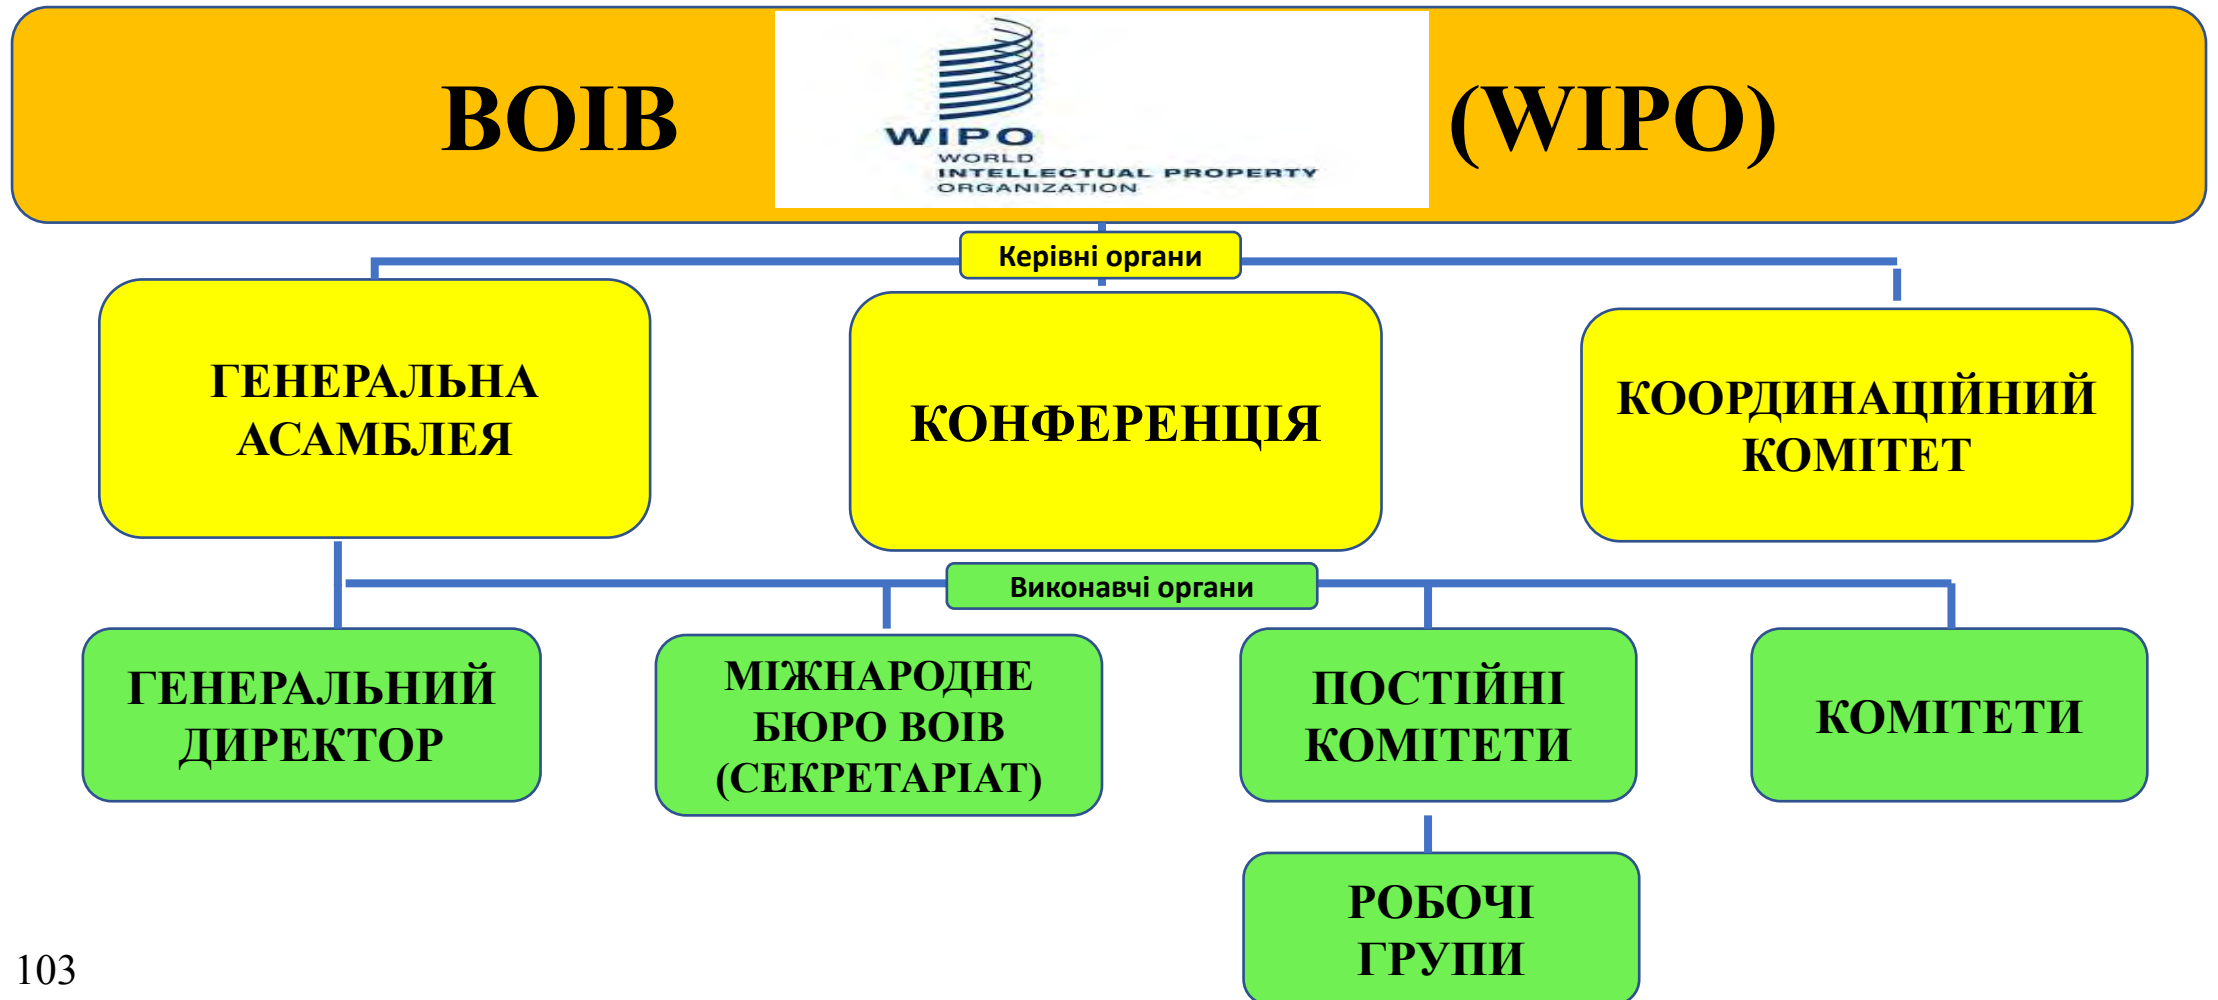 ВОІВ
WIPO
WORLD
INTELLECTUAL PROPERTY
ORGANIZATION
(WIPO)
Керівні органи
ГЕНЕРАЛЬНА
АСАМБЛЕЯ
КОНФЕРЕНЦІЯ
КООРДИНАЦІЙНИЙ
КОМІТЕТ
Виконавчі органи
ГЕНЕРАЛЬНИЙ
ДИРЕКТОР
МІЖНАРОДНЕ
БЮРО ВОІВ
(СЕКРЕТАРІАТ)
ПОСТІЙНІ
КОМІТЕТИ
КОМІТЕТИ
РОБОЧІ
ГРУПИ
103